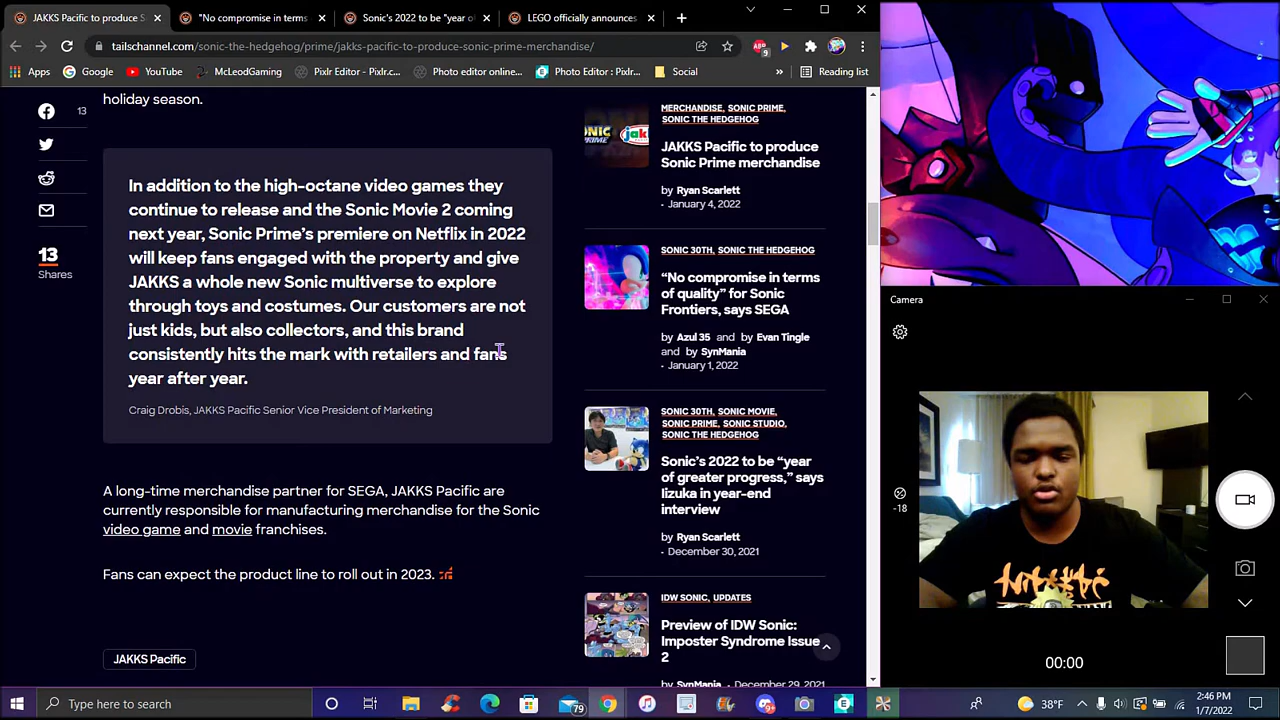 JAKKS Pacific to produce S
"No compromise in terms
Sonic's 2022 to be "year o
LEGO officially announces
tailschannel.com/sonic-the-hedgehog/prime/jakks-pacific-to-produce-sonic-prime-merchandise/
9
Apps
Google
YouTube
McLeodGaming
Pixlr Editor - Pixlr.c...
Photo editor online...
Photo Editor : Pixlr...
Social
»
Reading list
holiday season.
13
13
Shares
In addition to the high-octane video games they
continue to release and the Sonic Movie 2 coming
next year, Sonic Prime's premiere on Netflix in 2022
will keep fans engaged with the property and give
JAKKS a whole new Sonic multiverse to explore
through toys and costumes. Our customers are not
just kids, but also collectors, and this brand
consistently hits the mark with retailers and fans
year after year.
Craig Drobis, JAKKS Pacific Senior Vice President of Marketing
A long-time merchandise partner for SEGA, JAKKS Pacific are
currently responsible for manufacturing merchandise for the Sonic
video game and movie franchises.
Fans can expect the product line to roll out in 2023.
JAKKS Pacific
MERCHANDISE, SONIC PRIME,
SONIC THE HEDGEHOG
JAKKS Pacific to produce
Sonic Prime merchandise
by Ryan Scarlett
January 4, 2022
SONIC 30TH, SONIC THE HEDGEHOG
"No compromise in terms
of quality" for Sonic
Frontiers, says SEGA
by Azul 35 and by Evan Tingle
and by SynMania
January 1, 2022
SONIC 30TH, SONIC MOVIE,
SONIC PRIME, SONIC STUDIO,
SONIC THE HEDGEHOG
Sonic's 2022 to be "year
of greater progress," says
Iizuka in year-end
interview
by Ryan Scarlett
December 30, 2021
IDW SONIC, UPDATES
Preview of IDW Sonic:
Imposter Syndrome Issue
2
by SynMania
December 29, 2021
Camera
-18
00:00
Type here to search
79
38°F
2:46 PM
1/7/2022